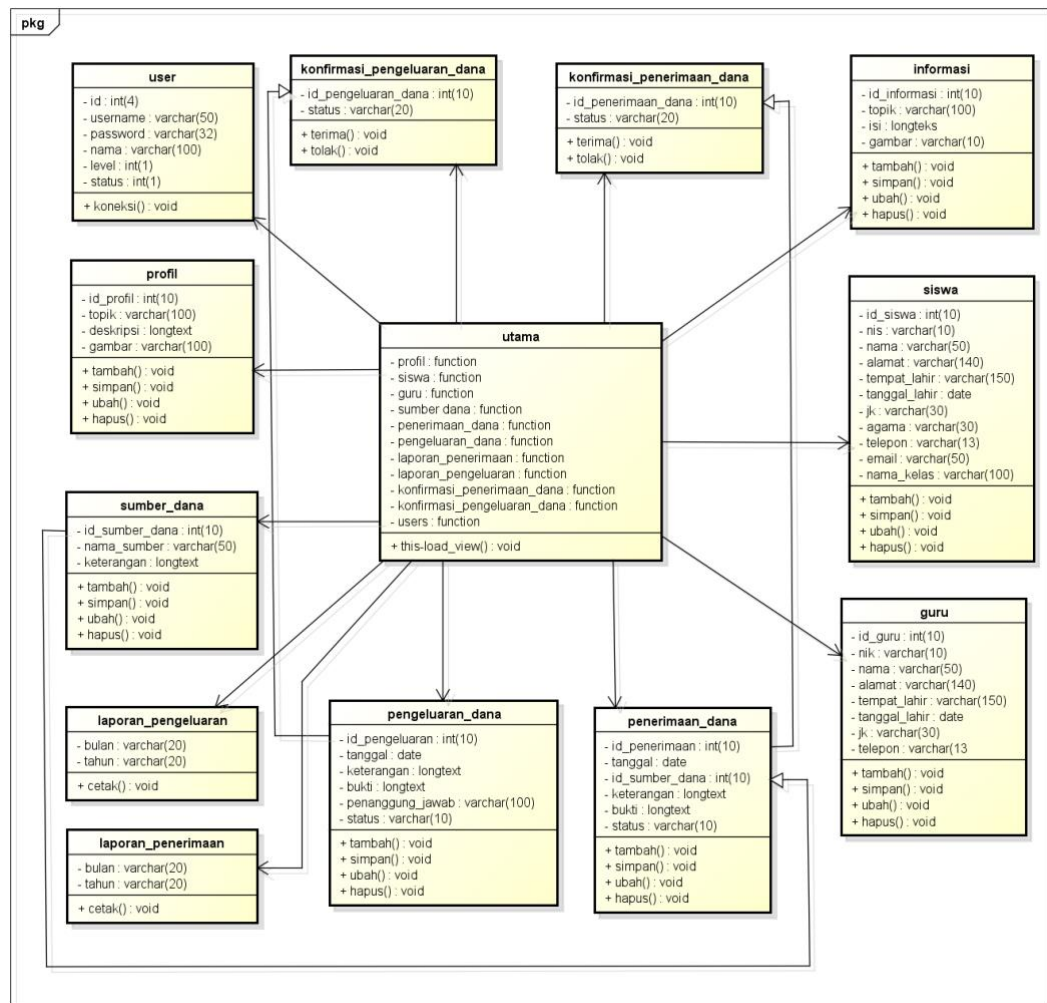 pkg
user
- id : int(4)
- username : varchar(50)
- password : varchar(32)
- nama : varchar(100)
- level : int(1)
- status : int(1)
+ koneksi() : void
konfirmasi_pengeluaran_dana
- id_pengeluaran_dana : int(10)
- status : varchar(20)
+ terima() : void
+ tolak() : void
konfirmasi_penerimaan_dana
- id_penerimaan_dana : int(10)
- status : varchar(20)
+ terima() : void
+ tolak() : void
informasi
- id_informasi : int(10)
- topik : varchar(100)
- isi : longteks
- gambar : varchar(10)
+ tambah() : void
+ simpan() : void
+ ubah() : void
+ hapus() : void
profil
- id_profil : int(10)
- topik : varchar(100)
- deskripsi : longtext
- gambar : varchar(100)
+ tambah() : void
+ simpan() : void
+ ubah() : void
+ hapus() : void
utama
- profil : function
- siswa : function
- guru : function
- sumber dana : function
- penerimaan_dana : function
- pengeluaran_dana : function
- laporan_penerimaan : function
- laporan_pengeluaran : function
- konfirmasi_penerimaan_dana : function
- konfirmasi_pengeluaran_dana : function
- users : function
+ this-load_view() : void
siswa
- id_siswa : int(10)
- nis : varchar(10)
- nama : varchar(50)
- alamat : varchar(140)
- tempat_lahir : varchar(150)
- tanggal_lahir : date
- jk : varchar(30)
- agama : varchar(30)
- telepon : varchar(13)
- email : varchar(50)
- nama_kelas : varchar(100)
+ tambah() : void
+ simpan() : void
+ ubah() : void
+ hapus() : void
sumber_dana
- id_sumber_dana : int(10)
- nama_sumber : varchar(50)
- keterangan : longtext
+ tambah() : void
+ simpan() : void
+ ubah() : void
+ hapus() : void
guru
- id_guru : int(10)
- nik : varchar(10)
- nama : varchar(50)
- alamat : varchar(140)
- tempat_lahir : varchar(150)
- tanggal_lahir : date
- jk : varchar(30)
- telepon : varchar(13
+ tambah() : void
+ simpan() : void
+ ubah() : void
+ hapus() : void
laporan_pengeluaran
- bulan : varchar(20)
- tahun : varchar(20)
+ cetak() : void
pengeluaran_dana
- id_pengeluaran : int(10)
- tanggal : date
- keterangan : longtext
- bukti : longtext
- penanggung_jawab : varchar(100)
- status : varchar(10)
+ tambah() : void
+ simpan() : void
+ ubah() : void
+ hapus() : void
penerimaan_dana
- id_penerimaan : int(10)
- tanggal : date
- id_sumber_dana : int(10)
- keterangan : longtext
- bukti : longtext
- status : varchar(10)
+ tambah() : void
+ simpan() : void
+ ubah() : void
+ hapus() : void
laporan_penerimaan
- bulan : varchar(20)
- tahun : varchar(20)
+ cetak() : void